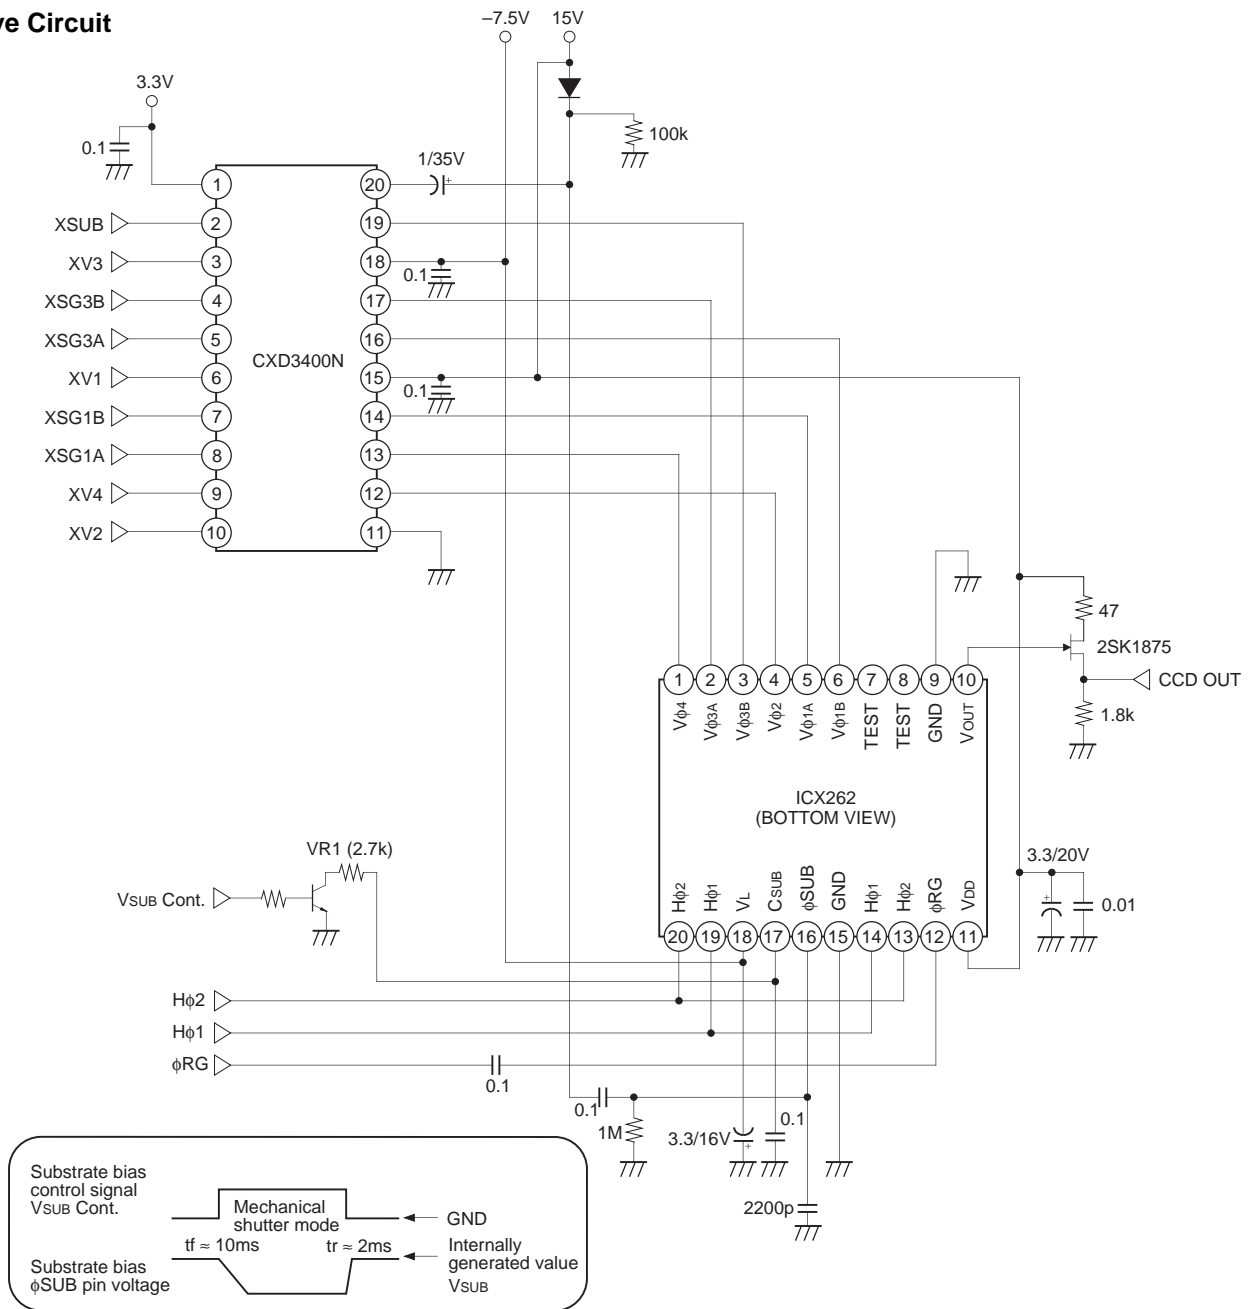 ve Circuit
–7.5V 15V
3.3V
0.1
100k
1/35V
1 20
XSUB 2 19
XV3 3 18 0.1
XSG3B 4 17
XSG3A 5 16
CXD3400N
XV1 6 15 0.1
XSG1B 7 14
XSG1A 8 13
XV4 9 12
XV2 10 11
47
2SK1875
CCD OUT
1.8k
1 2 3 4 5 6 7 8 9 10
Vϕ4 Vϕ3A Vϕ3B Vϕ2 Vϕ1A Vϕ1B TEST TEST GND VOUT
ICX262
(BOTTOM VIEW)
VR1 (2.7k)
VSUB Cont.
3.3/20V
0.01
Hϕ2 Hϕ1 VL CSUB ϕSUB GND Hϕ1 Hϕ2 ϕRG VDD
20 19 18 17 16 15 14 13 12 11
Hϕ2
Hϕ1
ϕRG
0.1
0.1
1M
3.3/16V
0.1
2200p
Substrate bias
control signal
VSUB Cont.
Mechanical
shutter mode
GND
tf ≈ 10ms tr ≈ 2ms
Substrate bias
ϕSUB pin voltage
Internally
generated value
VSUB